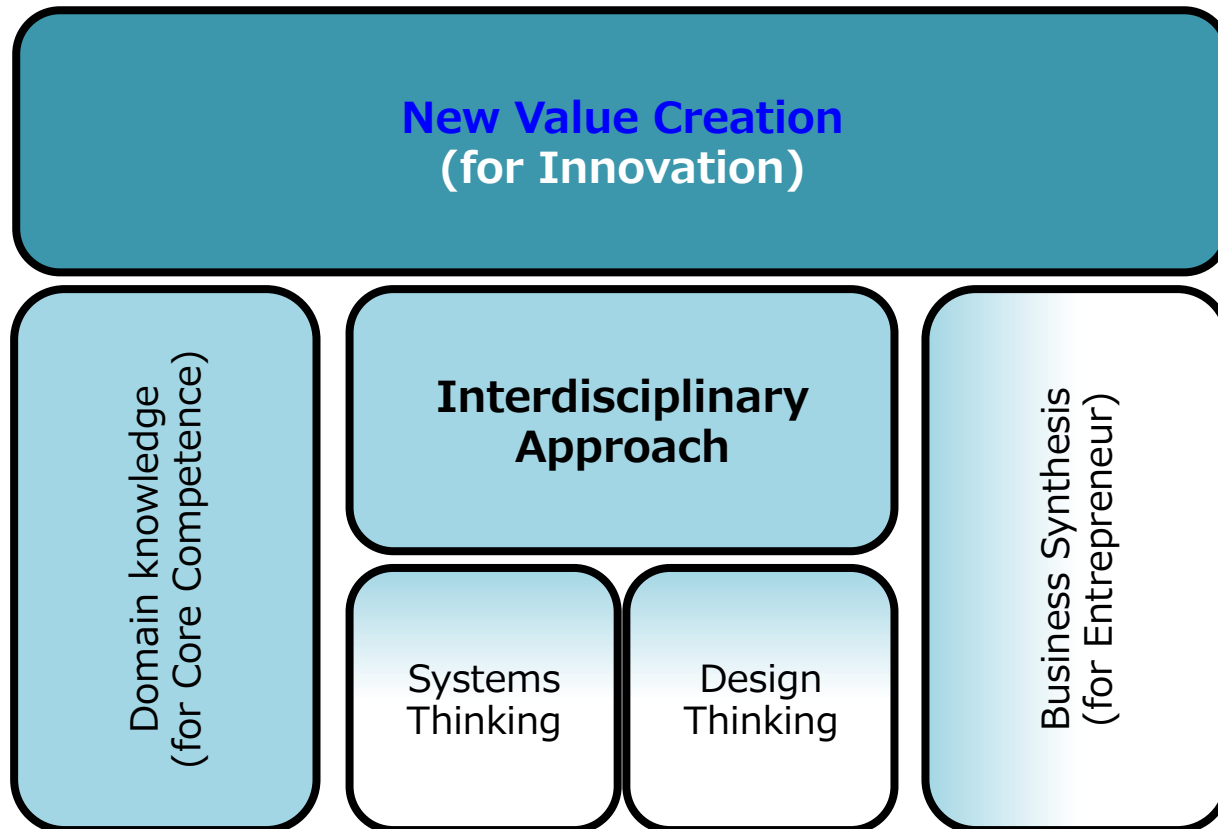 New Value Creation
(for Innovation)
Domain knowledge
(for Core Competence)
Interdisciplinary
Approach
Systems
Thinking
Design
Thinking
Business Synthesis
(for Entrepreneur)